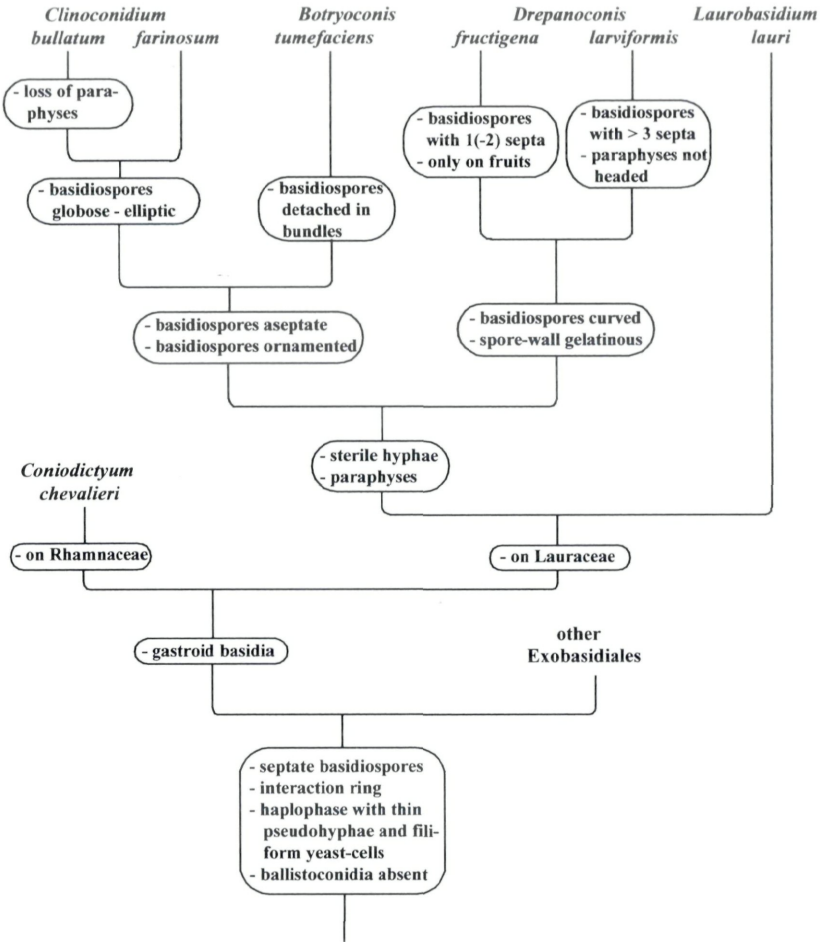 Clinoconidium
bullatum farinosum
Botryoconis
tumefaciens
Drepanoconis
fructigena larviformis
Laurobasidium
lauri
- loss of para-
physes
- basidiospores
with 1(-2) septa
- only on fruits
- basidiospores
with > 3 septa
- paraphyses not
headed
- basidiospores
globose - elliptic
- basidiospores
detached in
bundles
- basidiospores aseptate
- basidiospores ornamented
- basidiospores curved
- spore-wall gelatinous
- sterile hyphae
- paraphyses
Coniodictyum
chevalieri
- on Rhamnaceae
- on Lauraceae
- gastroid basidia
other
Exobasidiales
- septate basidiospores
- interaction ring
- haplophase with thin
pseudohyphae and fili-
form yeast-cells
- ballistoconidia absent